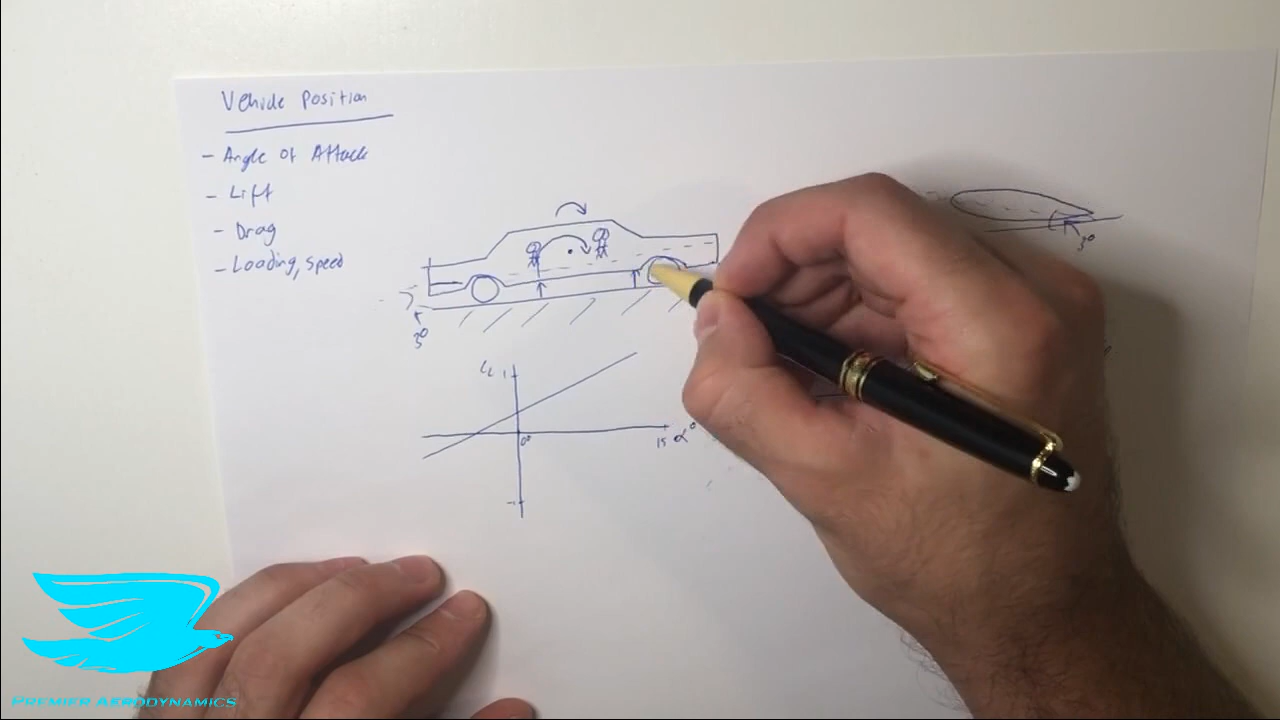 Vehicle Position
- Angle of Attack
- Lift
- Drag
- Loading, speed
3°
3°
CL 1
0°
15 α°
-1
PREMIER AERODYNAMICS